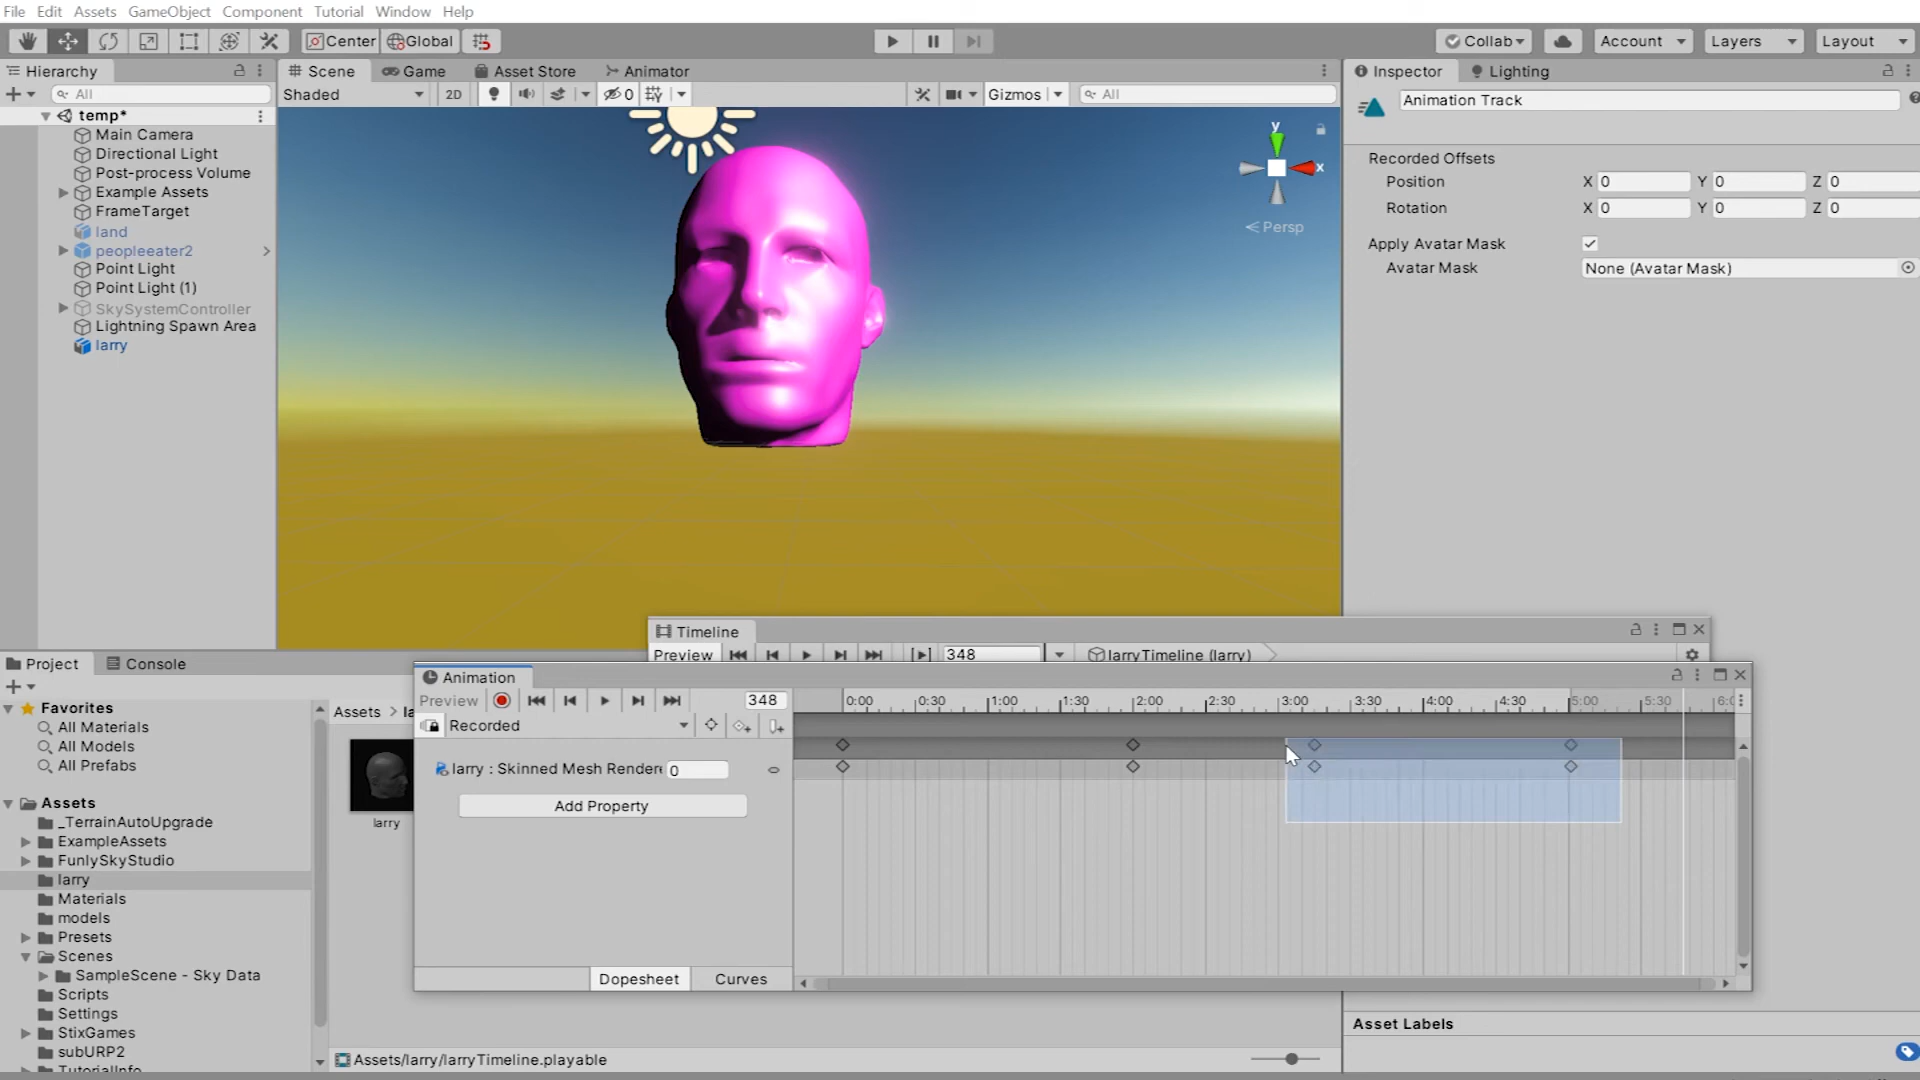 File Edit Assets GameObject Component Tutorial Window Help
Center Global Collab Account Layers Layout
Hierarchy
All
temp*
Main Camera
Directional Light
Post-process Volume
Example Assets
FrameTarget
land
peopleeater2
Point Light
Point Light (1)
SkySystemController
Lightning Spawn Area
larry
Scene Game Asset Store Animator
Shaded 2D 0 Gizmos All
y
x
Persp
Inspector Lighting
Animation Track
Recorded Offsets
Position X 0 Y 0 Z 0
Rotation X 0 Y 0 Z 0
Apply Avatar Mask
Avatar Mask None (Avatar Mask)
Timeline
Preview 348 larryTimeline (larry)
Project Console
Favorites
All Materials
All Models
All Prefabs
Assets
_TerrainAutoUpgrade
ExampleAssets
FunlySkyStudio
larry
Materials
models
Presets
Scenes
SampleScene - Sky Data
Scripts
Settings
StixGames
subURP2
TutorialInfo
Assets > la
larry
Animation
Preview 348 0:00 0:30 1:00 1:30 2:00 2:30 3:00 3:30 4:00 4:30 5:00 5:30 6:0
Recorded
larry : Skinned Mesh Rendere 0
Add Property
Dopesheet Curves
Assets/larry/larryTimeline.playable
Asset Labels